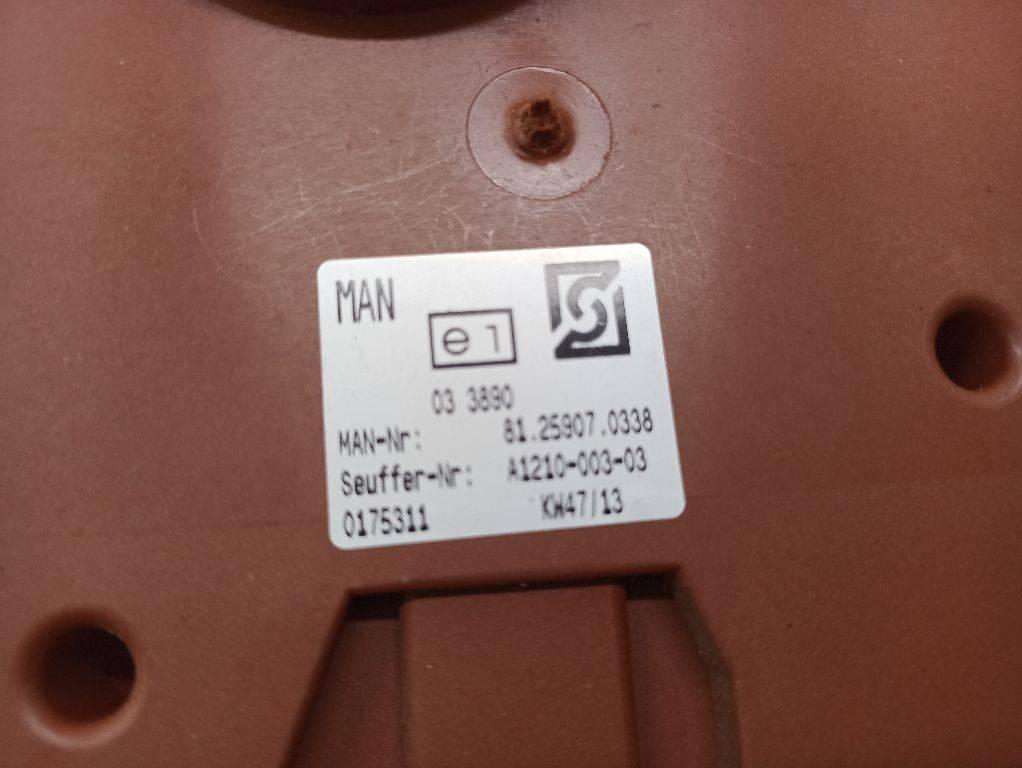 MAN
e1
03 3890
MAN-Nr: 81.25907.0338
Seuffer-Nr: A1210-003-03
0175311 KW47/13